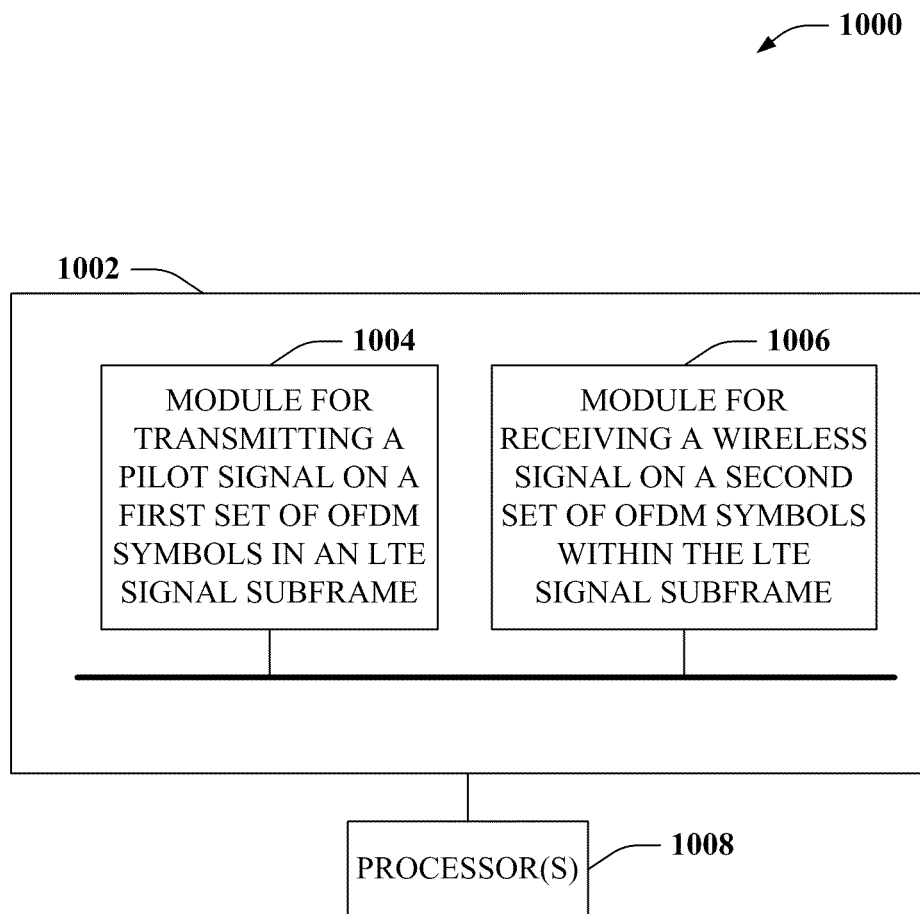 1000
1002
1004
1006
MODULE FOR
TRANSMITTING A
PILOT SIGNAL ON A
FIRST SET OF OFDM
SYMBOLS IN AN LTE
SIGNAL SUBFRAME
MODULE FOR
RECEIVING A WIRELESS
SIGNAL ON A SECOND
SET OF OFDM SYMBOLS
WITHIN THE LTE
SIGNAL SUBFRAME
PROCESSOR(S)
1008